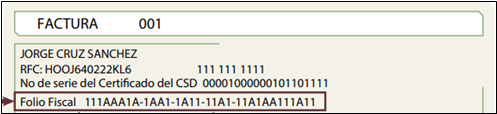 FACTURA 001
JORGE CRUZ SANCHEZ
RFC: HOOJ640222KL6 111 111 1111
No de serie del Certificado del CSD 00001000000101101111
Folio Fiscal 111AAA1A-1AA1-1A11-11A1-11A1AA111A11